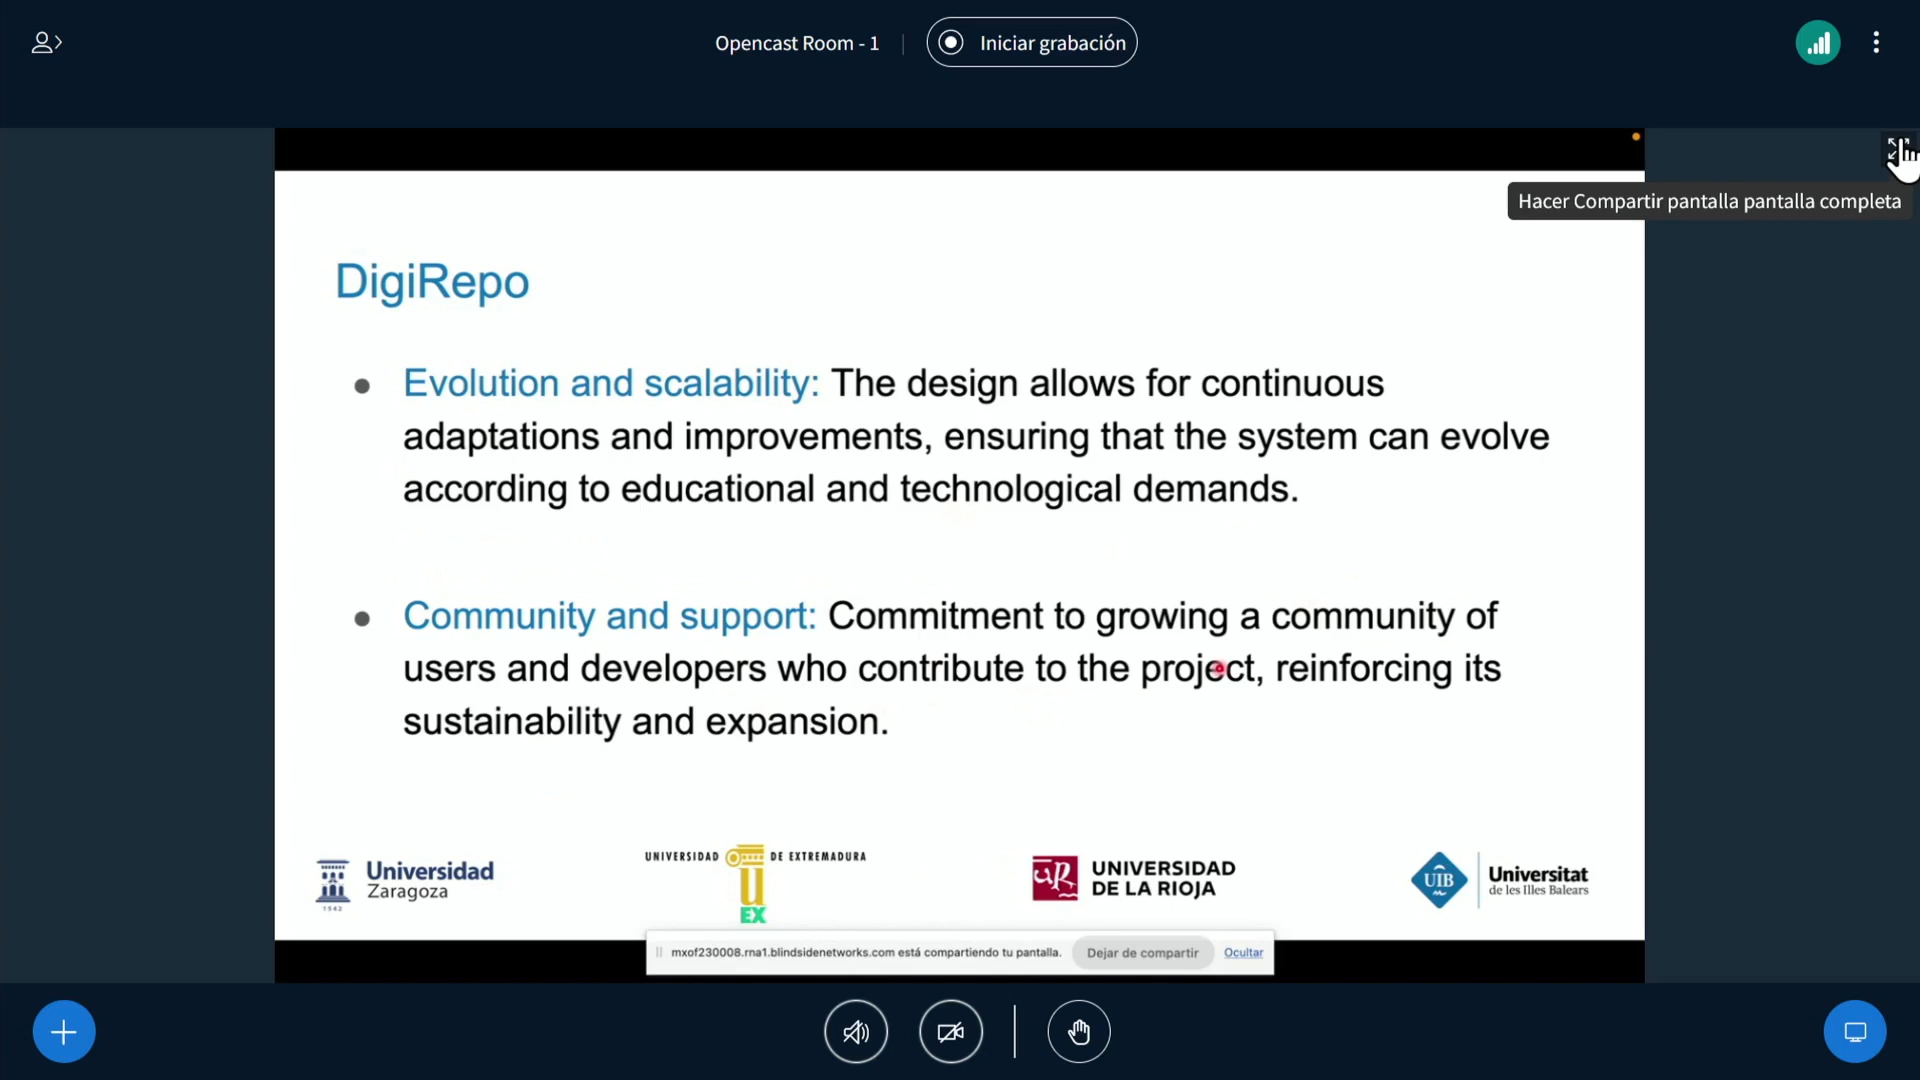 Opencast Room - 1
Iniciar grabación
Hacer Compartir pantalla pantalla completa
DigiRepo
Evolution and scalability: The design allows for continuous
adaptations and improvements, ensuring that the system can evolve
according to educational and technological demands.
Community and support: Commitment to growing a community of
users and developers who contribute to the project, reinforcing its
sustainability and expansion.
Universidad
Zaragoza
1542
UNIVERSIDAD DE EXTREMADURA
U
EX
uR
UNIVERSIDAD
DE LA RIOJA
UIB
Universitat
de les Illes Balears
mxof230008.rna1.blindsidenetworks.com está compartiendo tu pantalla.
Dejar de compartir
Ocultar